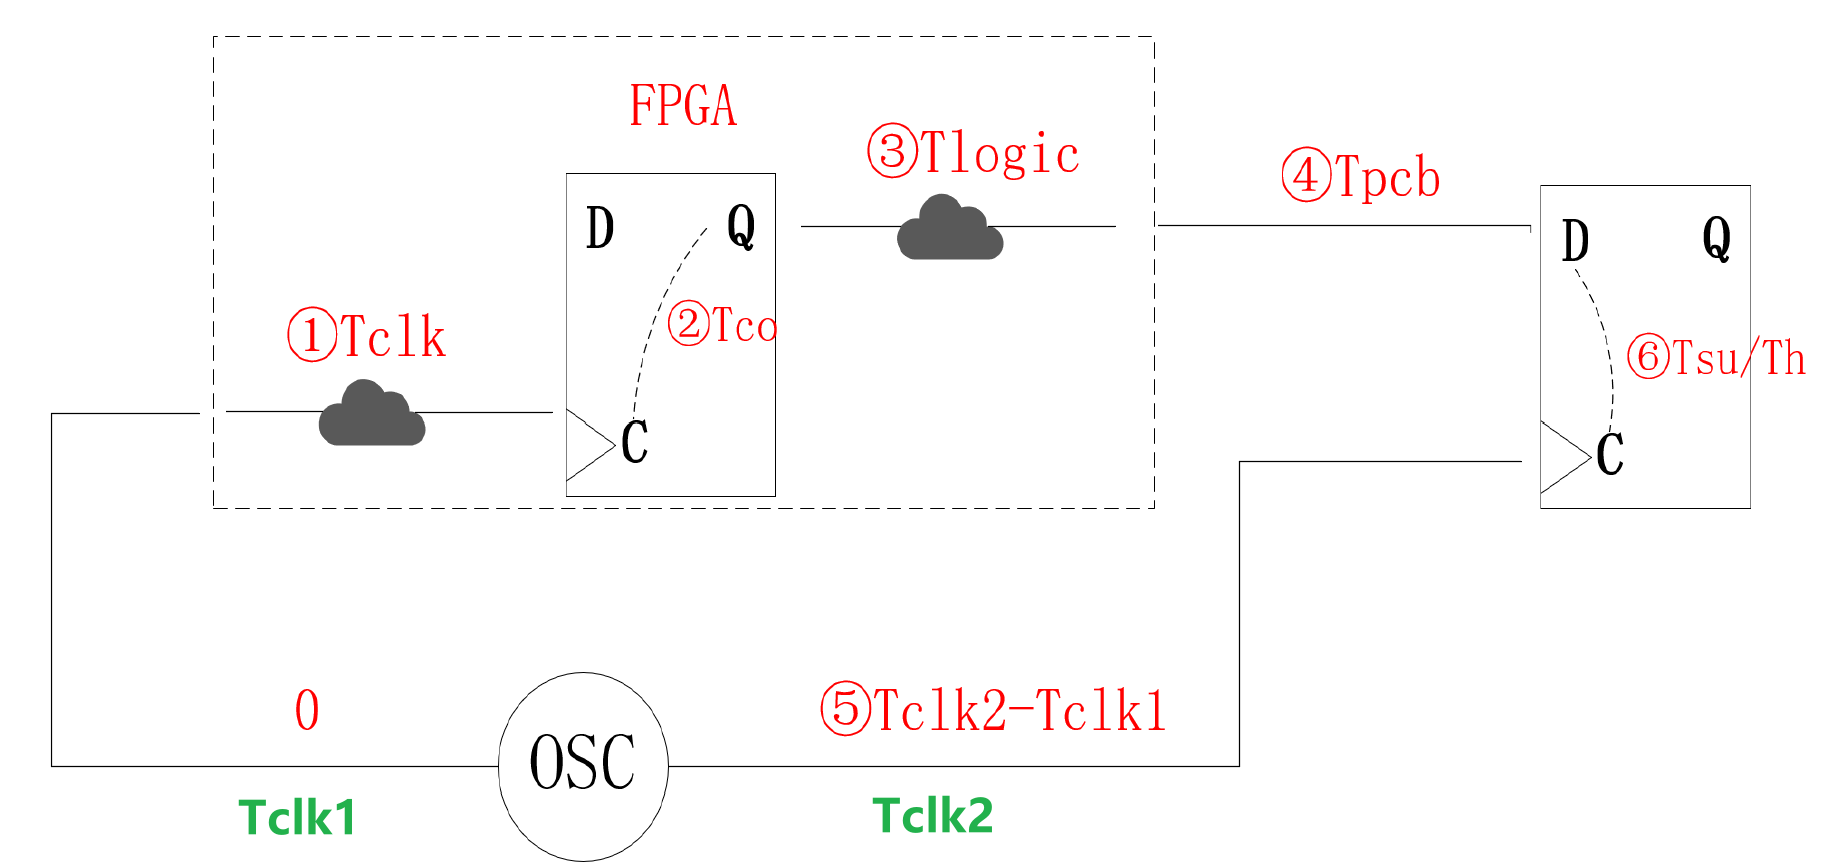 FPGA
③Tlogic
④Tpcb
D Q
D Q
②Tco
①Tclk
⑥Tsu/Th
C
C
0
⑤Tclk2-Tclk1
OSC
Tclk1
Tclk2